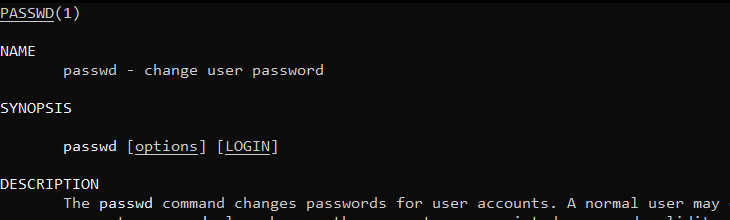 PASSWD(1)
NAME
passwd - change user password
SYNOPSIS
passwd [options] [LOGIN]
DESCRIPTION
The passwd command changes passwords for user accounts. A normal user may